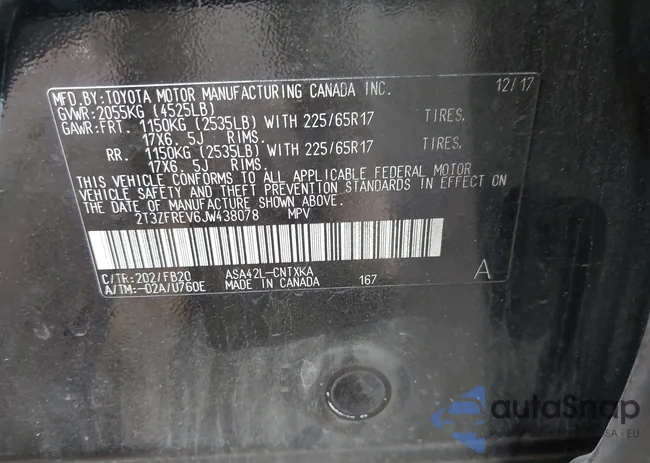 MFD.BY:TOYOTA MOTOR MANUFACTURING CANADA INC. 12/17
GVWR:2055KG (4525LB)
GAWR:FRT. 1150KG (2535LB) WITH 225/65R17 TIRES,
17X6. 5J RIMS.
RR. 1150KG (2535LB) WITH 225/65R17 TIRES,
17X6. 5J RIMS.
THIS VEHICLE CONFORMS TO ALL APPLICABLE FEDERAL MOTOR
VEHICLE SAFETY AND THEFT PREVENTION STANDARDS IN EFFECT ON
THE DATE OF MANUFACTURE SHOWN ABOVE.
2T3ZFREV6JW438078 MPV
C/TR:202/FB20 ASA42L-CNTXKA A
A/TM:-02A/U760E MADE IN CANADA 167
autoSnap